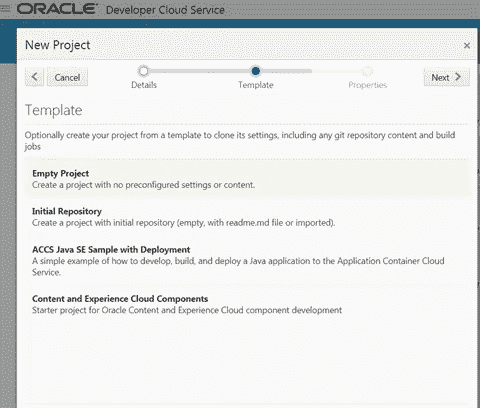 ORACLE Developer Cloud Service
New Project ×
Cancel Next
Details Template Properties
Template
Optionally create your project from a template to clone its settings, including any git repository content and build
jobs
Empty Project
Create a project with no preconfigured settings or content.
Initial Repository
Create a project with initial repository (empty, with readme.md file or imported).
ACCS Java SE Sample with Deployment
A simple example of how to develop, build, and deploy a Java application to the Application Container Cloud
Service.
Content and Experience Cloud Components
Starter project for Oracle Content and Experience Cloud component development